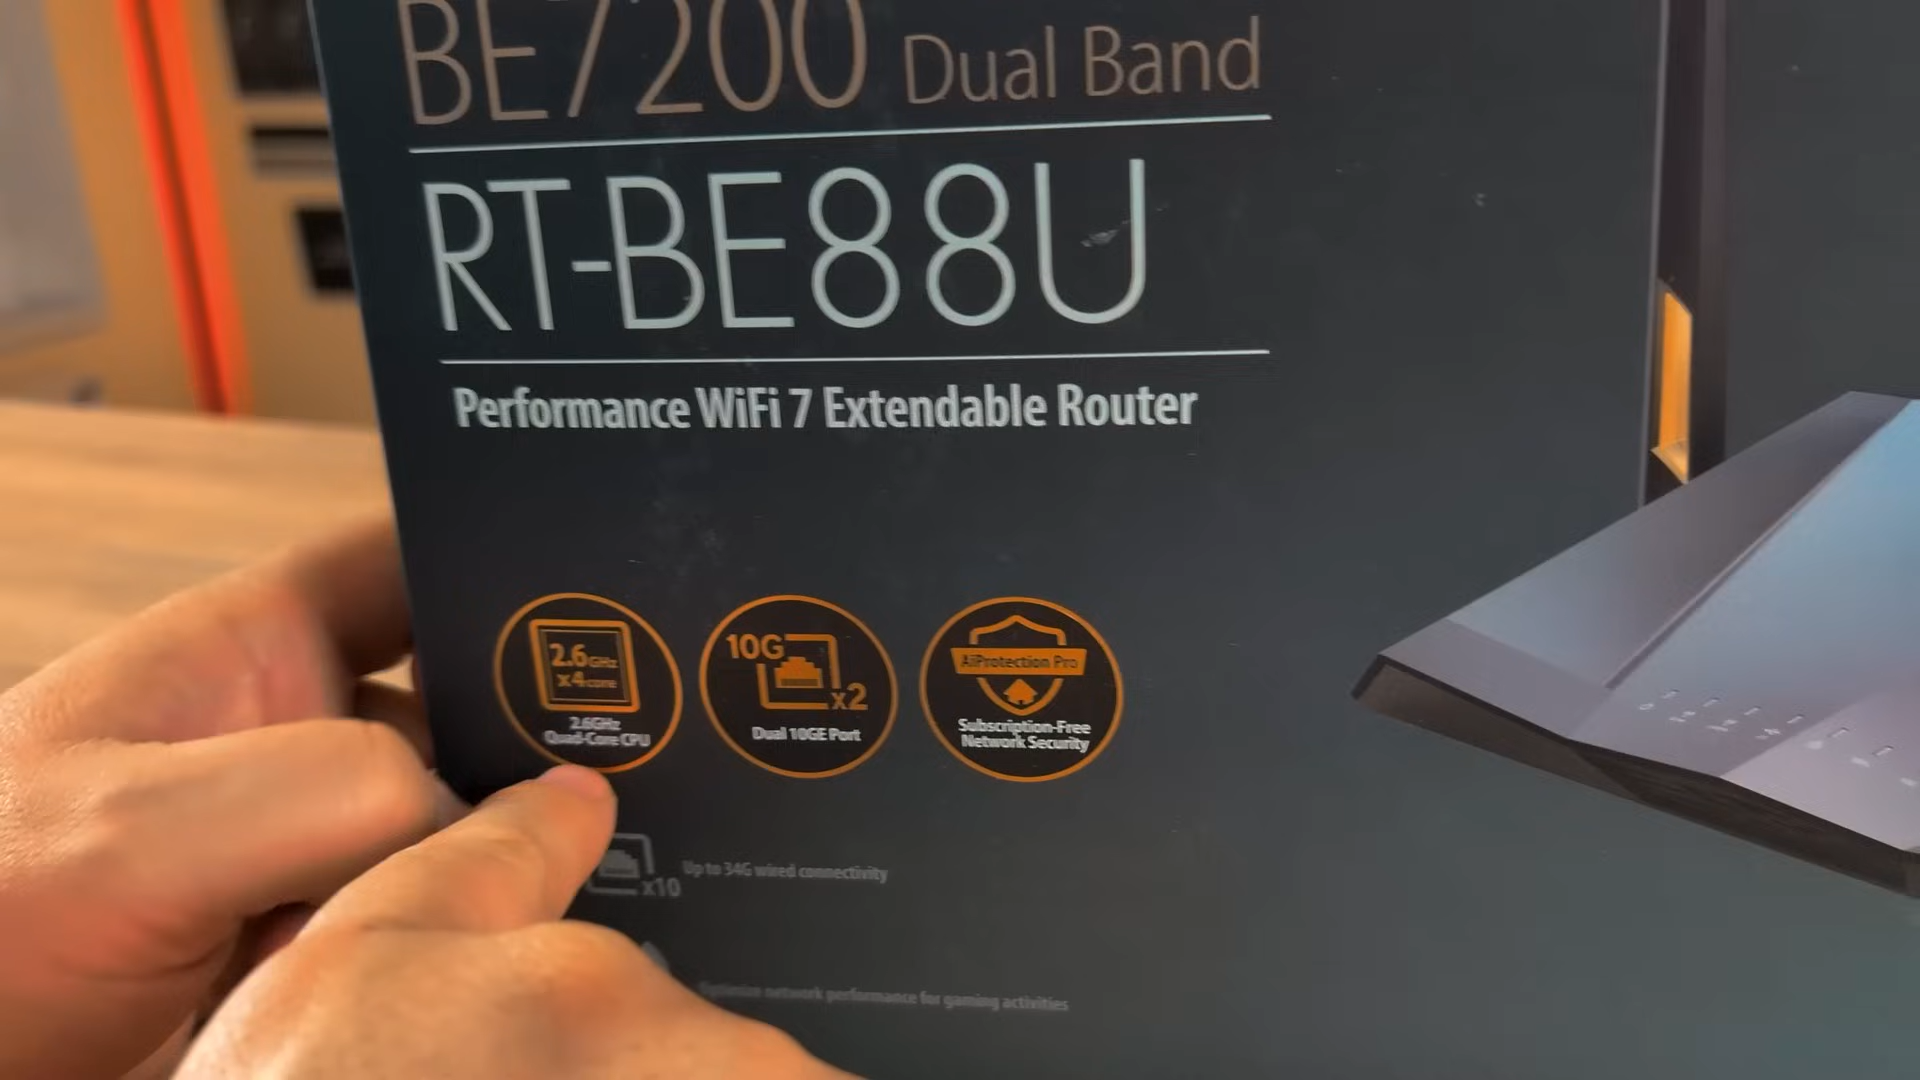 BE7200 Dual Band
RT-BE88U
Performance WiFi 7 Extendable Router
2.6GHz
x4core
2.6GHz
Quad-Core CPU
10G
x2
Dual 10GE Port
AiProtection Pro
Subscription-Free
Network Security
x10
Up to 34G wired connectivity
Optimize network performance for gaming activities